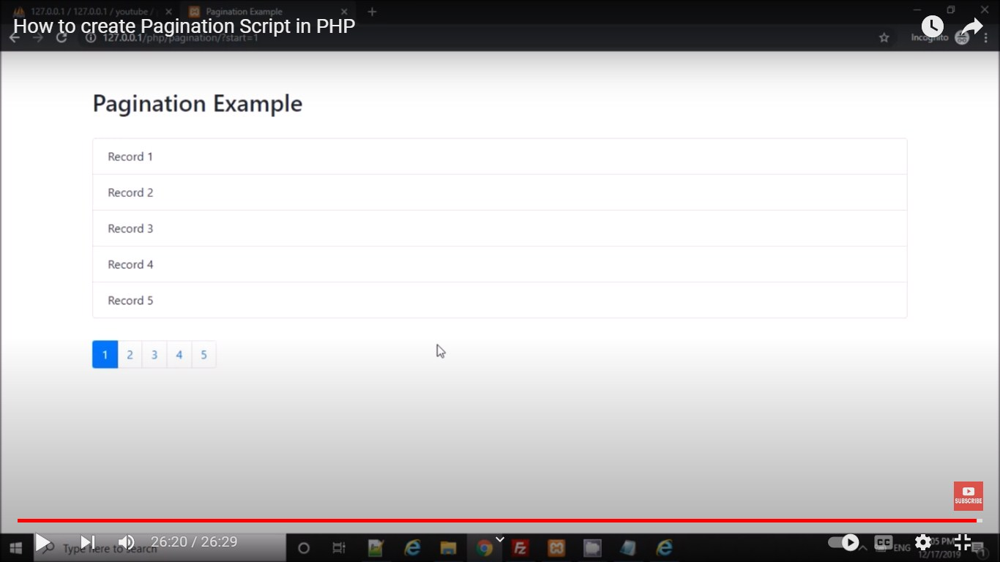 127.0.0.1 / 127.0.0.1 / youtube /
Pagination Example
How to create Pagination Script in PHP
127.0.0.1/php/pagination/?start=1
Incognito
Pagination Example
Record 1
Record 2
Record 3
Record 4
Record 5
1 2 3 4 5
SUBSCRIBE
Type here to search
26:20 / 26:29
CC
ENG
:05 PM
12/17/2019